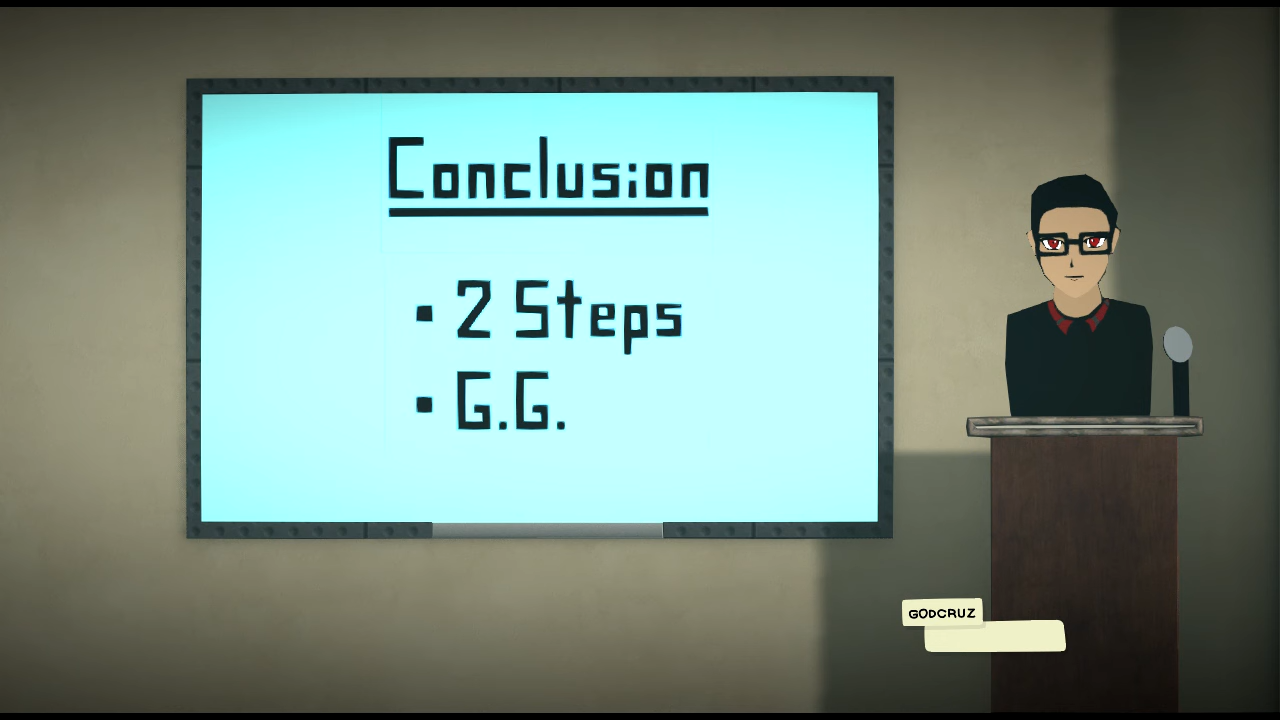 Conclusion
• 2 Steps
• G.G.
GODCRUZ